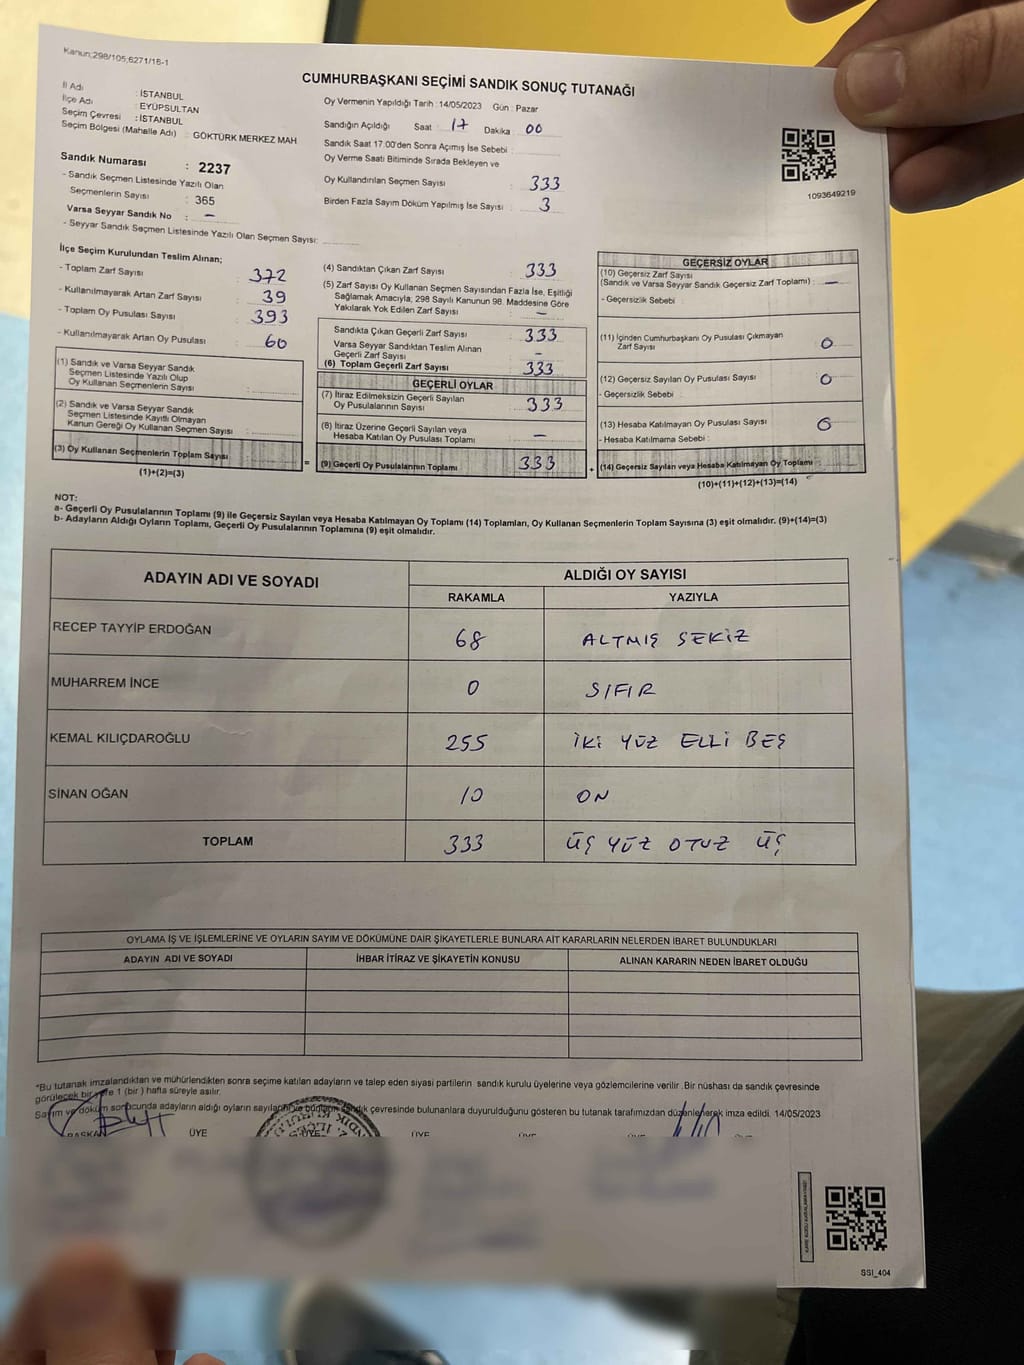 Kanun;298/105;6271/16-1
CUMHURBAŞKANI SEÇİMİ SANDIK SONUÇ TUTANAĞI
İl Adı : İSTANBUL
İlçe Adı : EYÜPSULTAN
Seçim Çevresi : İSTANBUL
Seçim Bölgesi (Mahalle Adı) : GÖKTÜRK MERKEZ MAH
Sandık Numarası : 2237
- Sandık Seçmen Listesinde Yazılı Olan
Seçmenlerin Sayısı : 365
Varsa Seyyar Sandık No : –
- Seyyar Sandık Seçmen Listesinde Yazılı Olan Seçmen Sayısı:
Oy Vermenin Yapıldığı Tarih : 14/05/2023 Gün : Pazar
Sandığın Açıldığı Saat : 17 Dakika : 00
Sandık Saat 17.00'den Sonra Açımış İse Sebebi :
Oy Verme Saati Bitiminde Sırada Bekleyen ve
Oy Kullandırılan Seçmen Sayısı : 333
Birden Fazla Sayım Döküm Yapılmış İse Sayısı : 3
1093649219
İlçe Seçim Kurulundan Teslim Alınan;
- Toplam Zarf Sayısı : 372
- Kullanılmayarak Artan Zarf Sayısı : 39
- Toplam Oy Pusulası Sayısı : 393
- Kullanılmayarak Artan Oy Pusulası : 60
(1) Sandık ve Varsa Seyyar Sandık
Seçmen Listesinde Yazılı Olup
Oy Kullanan Seçmenlerin Sayısı :
(2) Sandık ve Varsa Seyyar Sandık
Seçmen Listesinde Kayıtlı Olmayan
Kanun Gereği Oy Kullanan Seçmen Sayısı :
(3) Oy Kullanan Seçmenlerin Toplam Sayısı
(1)+(2)=(3)
(4) Sandıktan Çıkan Zarf Sayısı : 333
(5) Zarf Sayısı Oy Kullanan Seçmen Sayısından Fazla İse, Eşitliği
Sağlamak Amacıyla; 298 Sayılı Kanunun 98. Maddesine Göre
Yakılarak Yok Edilen Zarf Sayısı : –
Sandıkta Çıkan Geçerli Zarf Sayısı : 333
Varsa Seyyar Sandıktan Teslim Alınan
Geçerli Zarf Sayısı –
(6) Toplam Geçerli Zarf Sayısı : 333
GEÇERLİ OYLAR
(7) İtiraz Edilmeksizin Geçerli Sayılan
Oy Pusulalarının Sayısı : 333
(8) İtiraz Üzerine Geçerli Sayılan veya
Hesaba Katılan Oy Pusulası Toplamı –
= (9) Geçerli Oy Pusulalarının Toplamı : 333 +
GEÇERSİZ OYLAR
(10) Geçersiz Zarf Sayısı
(Sandık ve Varsa Seyyar Sandık Geçersiz Zarf Toplamı) : –
- Geçersizlik Sebebi :
(11) İçinden Cumhurbaşkanı Oy Pusulası Çıkmayan
Zarf Sayısı : 0
(12) Geçersiz Sayılan Oy Pusulası Sayısı : 0
- Geçersizlik Sebebi :
(13) Hesaba Katılmayan Oy Pusulası Sayısı : 0
- Hesaba Katılmama Sebebi :
(14) Geçersiz Sayılan veya Hesaba Katılmayan Oy Toplamı :
(10)+(11)+(12)+(13)=(14)
NOT:
a- Geçerli Oy Pusulalarının Toplamı (9) ile Geçersiz Sayılan veya Hesaba Katılmayan Oy Toplamı (14) Toplamları, Oy Kullanan Seçmenlerin Toplam Sayısına (3) eşit olmalıdır. (9)+(14)=(3)
b- Adayların Aldığı Oyların Toplamı, Geçerli Oy Pusulalarının Toplamına (9) eşit olmalıdır.
ADAYIN ADI VE SOYADI
ALDIĞI OY SAYISI
RAKAMLA YAZIYLA
RECEP TAYYİP ERDOĞAN 68 ALTMIŞ SEKİZ
MUHARREM İNCE 0 SIFIR
KEMAL KILIÇDAROĞLU 255 İKİ YÜZ ELLİ BEŞ
SİNAN OĞAN 10 ON
TOPLAM 333 ÜÇ YÜZ OTUZ ÜÇ
OYLAMA İŞ VE İŞLEMLERİNE VE OYLARIN SAYIM VE DÖKÜMÜNE DAİR ŞİKAYETLERLE BUNLARA AİT KARARLARIN NELERDEN İBARET BULUNDUKLARI
ADAYIN ADI VE SOYADI İHBAR İTİRAZ VE ŞİKAYETİN KONUSU ALINAN KARARIN NEDEN İBARET OLDUĞU
"Bu tutanak imzalandıktan ve mühürlendikten sonra seçime katılan adayların ve talep eden siyasi partilerin sandık kurulu üyelerine veya gözlemcilerine verilir .Bir nüshası da sandık çevresinde
görülecek bir yere 1 (bir ) hafta süreyle asılır.
Sayım ve döküm sonucunda adayların aldığı oyların sayıları ve bunların sandık çevresinde bulunanlara duyurulduğunu gösteren bu tutanak tarafımızdan düzenlenerek imza edildi. 14/05/2023
BAŞKAN ÜYE ÜYE ÜYE ÜYE ÜYE ÜYE
SSİ_404